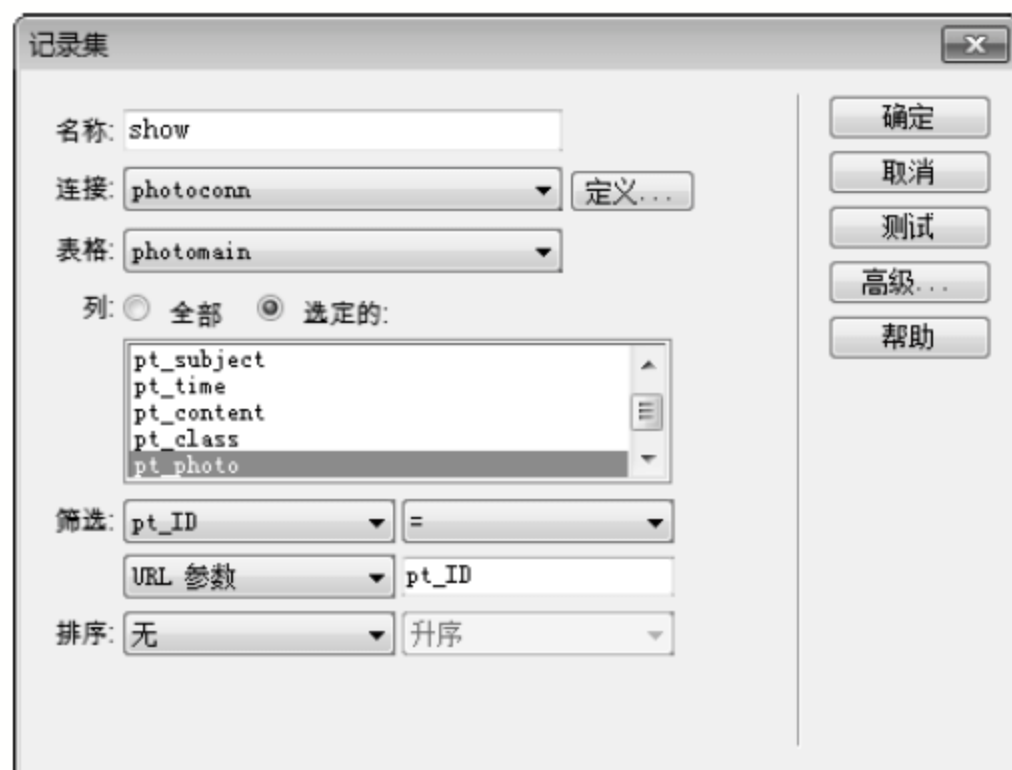 记录集
名称: show
连接: photoconn 定义...
表格: photomain
列: 全部 选定的:
pt_subject
pt_time
pt_content
pt_class
pt_photo
筛选: pt_ID =
URL 参数 pt_ID
排序: 无 升序
确定
取消
测试
高级...
帮助